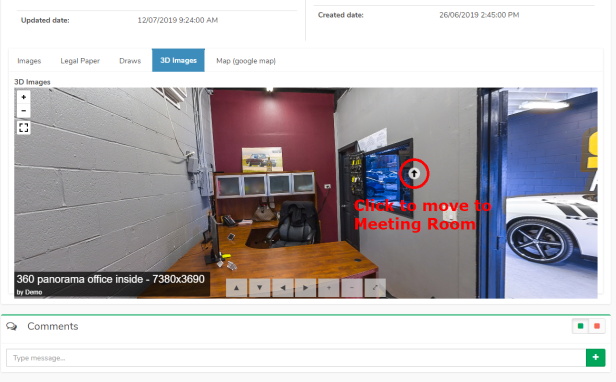 Updated date: 12/07/2019 9:24:00 AM
Created date: 26/06/2019 2:45:00 PM
Images Legal Paper Draws 3D Images Map (google map)
3D Images
+
-
Click to move to
Meeting Room
360 panorama office inside - 7380x3690
by Demo
+ -
Comments
Type message...
+